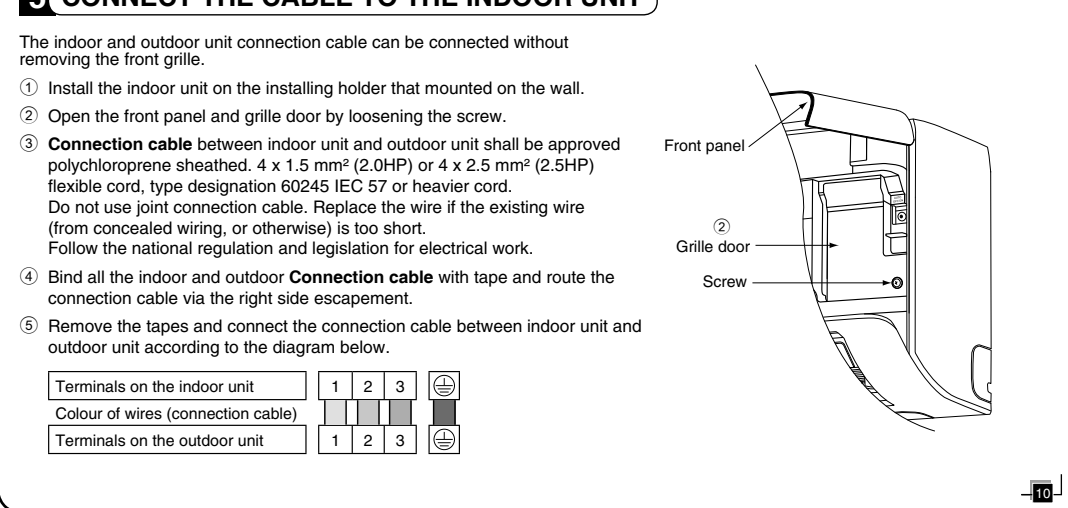 CONNECT THE CABLE TO THE INDOOR UNIT
The indoor and outdoor unit connection cable can be connected without
removing the front grille.
① Install the indoor unit on the installing holder that mounted on the wall.
② Open the front panel and grille door by loosening the screw.
③ Connection cable between indoor unit and outdoor unit shall be approved
polychloroprene sheathed. 4 x 1.5 mm² (2.0HP) or 4 x 2.5 mm² (2.5HP)
flexible cord, type designation 60245 IEC 57 or heavier cord.
Do not use joint connection cable. Replace the wire if the existing wire
(from concealed wiring, or otherwise) is too short.
Follow the national regulation and legislation for electrical work.
④ Bind all the indoor and outdoor Connection cable with tape and route the
connection cable via the right side escapement.
⑤ Remove the tapes and connect the connection cable between indoor unit and
outdoor unit according to the diagram below.
Terminals on the indoor unit 1 2 3
Colour of wires (connection cable)
Terminals on the outdoor unit 1 2 3
Front panel
②
Grille door
Screw
10